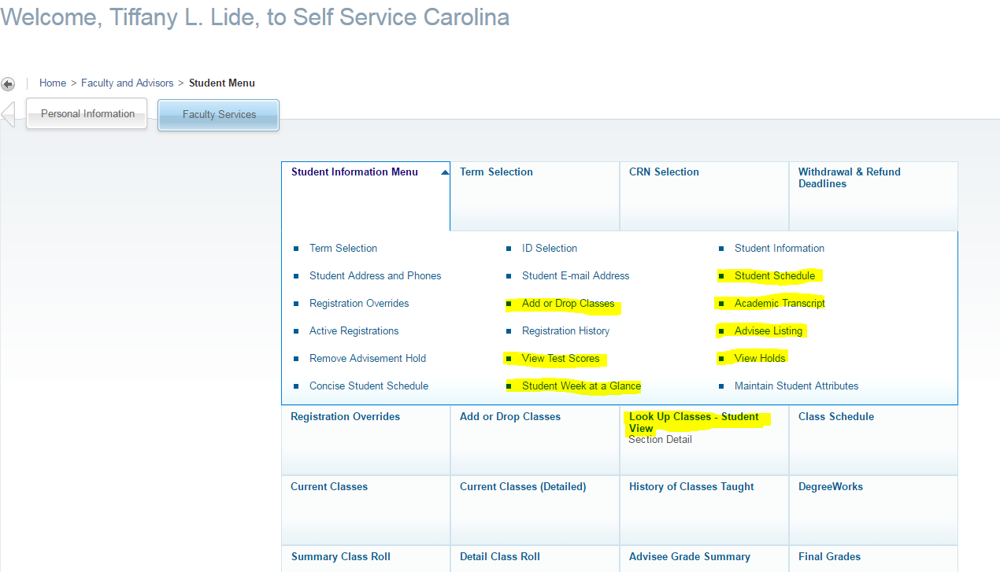 Welcome, Tiffany L. Lide, to Self Service Carolina
Home > Faculty and Advisors > Student Menu
Personal Information
Faculty Services
Student Information Menu
Term Selection
CRN Selection
Withdrawal & Refund
Deadlines
Term Selection
ID Selection
Student Information
Student Address and Phones
Student E-mail Address
Student Schedule
Registration Overrides
Add or Drop Classes
Academic Transcript
Active Registrations
Registration History
Advisee Listing
Remove Advisement Hold
View Test Scores
View Holds
Concise Student Schedule
Student Week at a Glance
Maintain Student Attributes
Registration Overrides
Add or Drop Classes
Look Up Classes - Student
View
Section Detail
Class Schedule
Current Classes
Current Classes (Detailed)
History of Classes Taught
DegreeWorks
Summary Class Roll
Detail Class Roll
Advisee Grade Summary
Final Grades